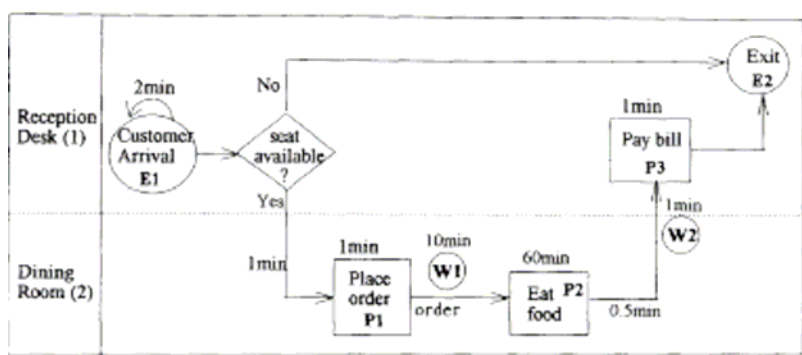 Reception
Desk (1)
2min
Customer
Arrival
E1
seat
available
?
No
Yes
Exit
E2
1min
Pay bill
P3
1min
W2
Dining
Room (2)
1min
1min
Place
order
P1
10min
W1
order
60min
Eat
food
P2
0.5min